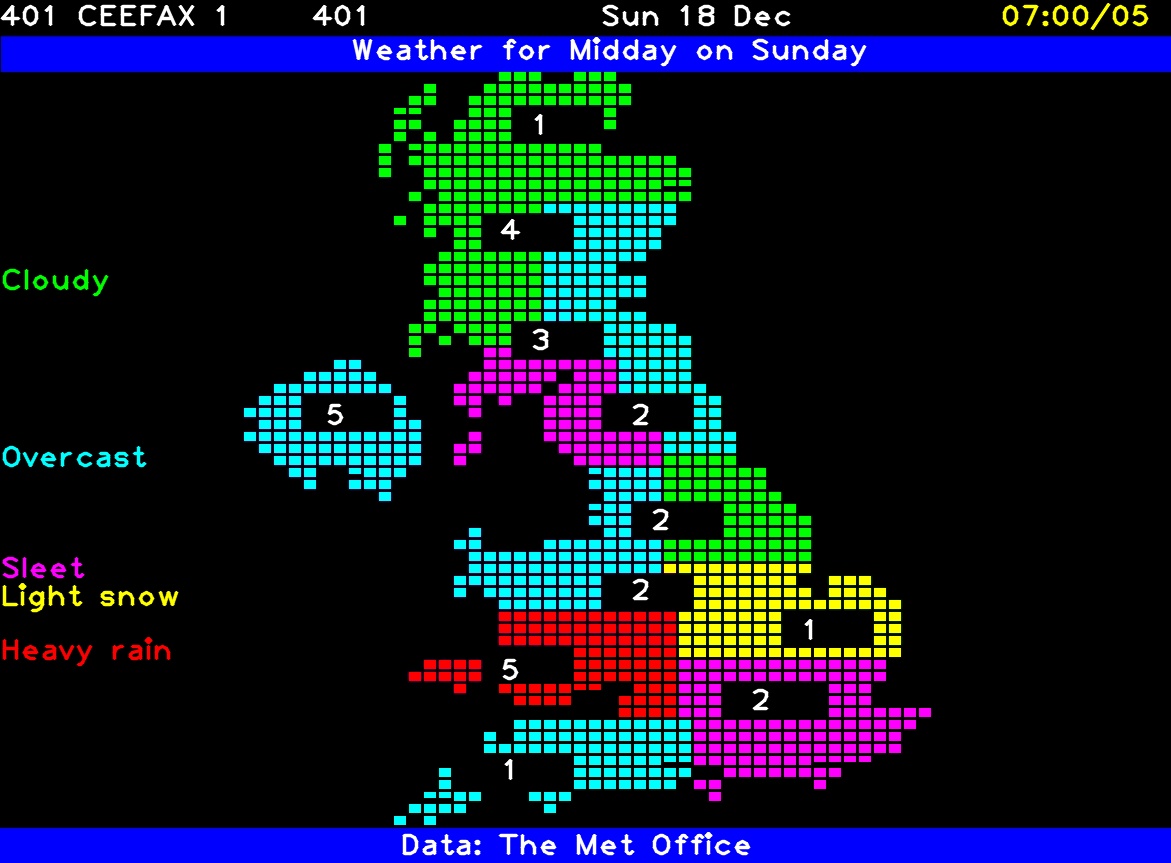 401 CEEFAX 1 401 Sun 18 Dec 07:00/05
Weather for Midday on Sunday
1
4
Cloudy
3
5 2
Overcast
2
Sleet
2
Light snow
1
Heavy rain
5
2
1
Data: The Met Office